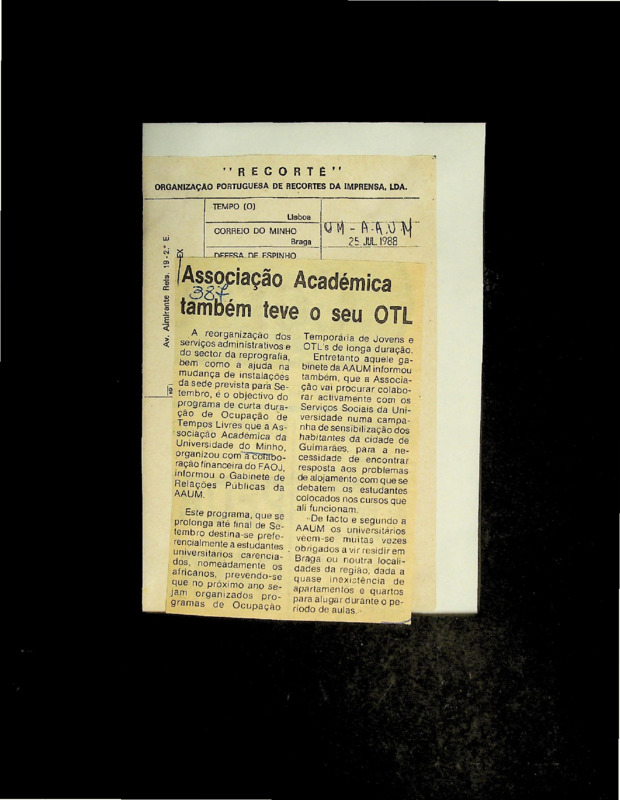 "RECORTE"
ORGANIZAÇÃO PORTUGUESA DE RECORTES DA IMPRENSA, LDA.
TEMPO (O)
Lisboa
CORREIO DO MINHO
Braga
DEFESA DE ESPINHO
UM - A.A.U.M
25 JUL. 1988
Av. Almirante Reis, 19 - 2.º E.
EX
Associação Académica
387
também teve o seu OTL
A reorganização dos
serviços administrativos e
do sector da reprografia,
bem como a ajuda na
mudança de instalações
da sede prevista para Se-
tembro, é o objectivo do
programa de curta dura-
ção de Ocupação de
Tempos Livres que a As-
sociação Académica da
Universidade do Minho,
organizou com a colabo-
ração financeira do FAOJ,
informou o Gabinete de
Relações Públicas da
AAUM.
Este programa, que se
prolonga até final de Se-
tembro destina-se prefe-
rencialmente a estudantes
universitários carencia-
dos, nomeadamente os
africanos, prevendo-se
que no próximo ano se-
jam organizados pro-
gramas de Ocupação
Temporária de Jovens e
OTL's de longa duração.
Entretanto aquele ga-
binete da AAUM informou
também, que a Associa-
ção vai procurar colabo-
rar activamente com os
Serviços Sociais da Uni-
versidade numa campa-
nha de sensibilização dos
habitantes da cidade de
Guimarães, para a ne-
cessidade de encontrar
resposta aos problemas
de alojamento com que se
debatem os estudantes
colocados nos cursos que
ali funcionam.
De facto e segundo a
AAUM os universitários
vêem-se muitas vezes
obrigados a vir residir em
Braga ou noutra locali-
dades da região, dada a
quase inexistência de
apartamentos e quartos
para alugar durante o pe-
ríodo de aulas.